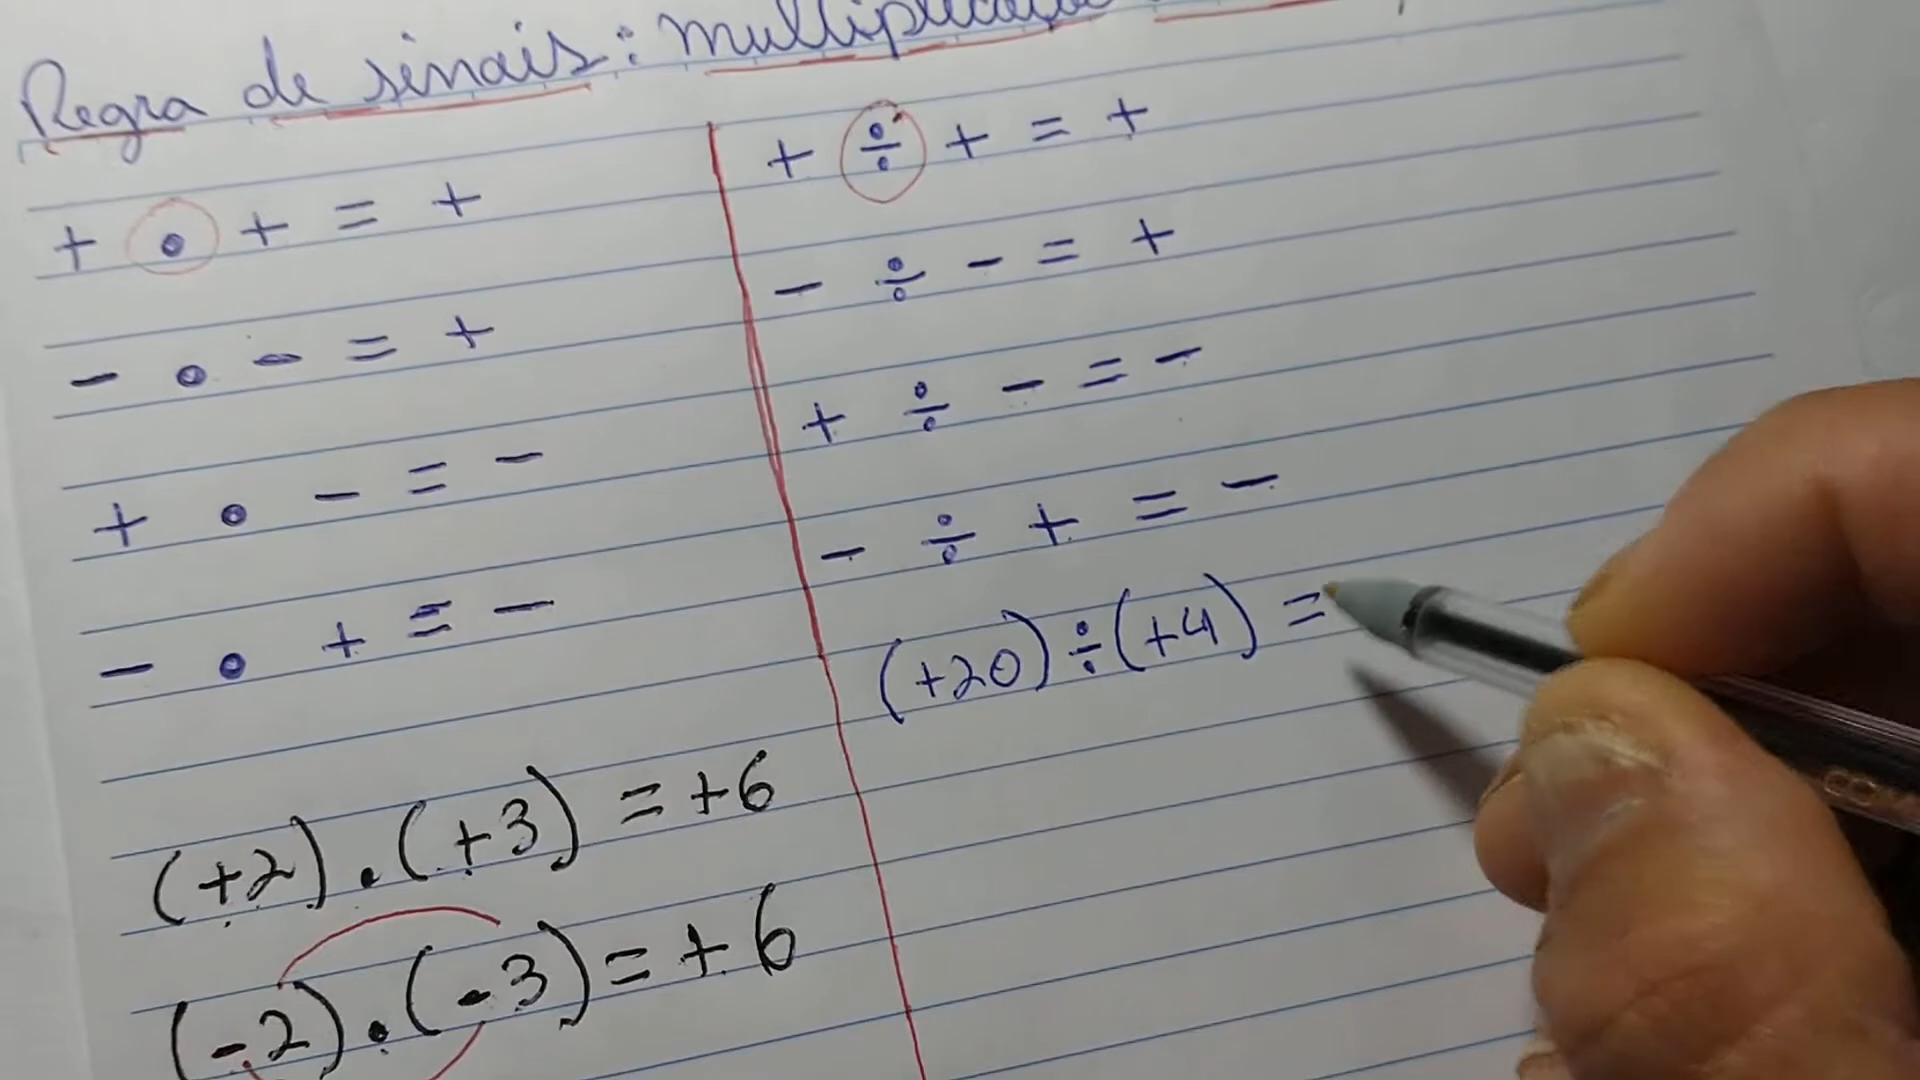 Regra de sinais: multiplicação
+ • + = +
- • - = +
+ • - = -
- • + = -
(+2).(+3) = +6
(-2).(-3) = +6
+ ÷ + = +
- ÷ - = +
+ ÷ - = -
- ÷ + = -
(+20)÷(+4) =